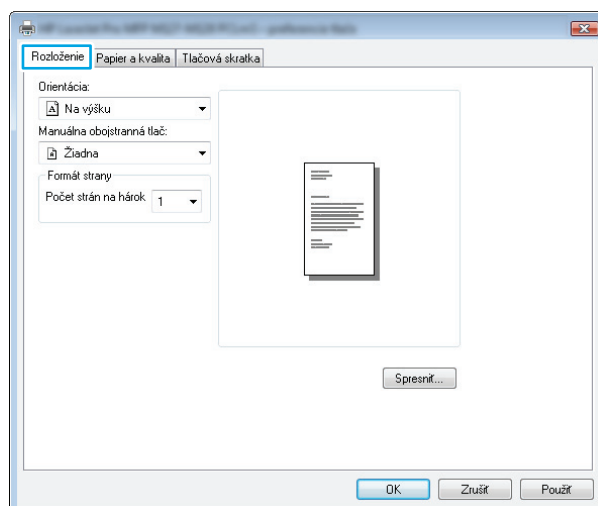 Rozloženie Papier a kvalita Tlačová skratka
Orientácia:
Na výšku
Manuálna obojstranná tlač:
Žiadna
Formát strany
Počet strán na hárok 1
Spresniť...
OK Zrušiť Použiť